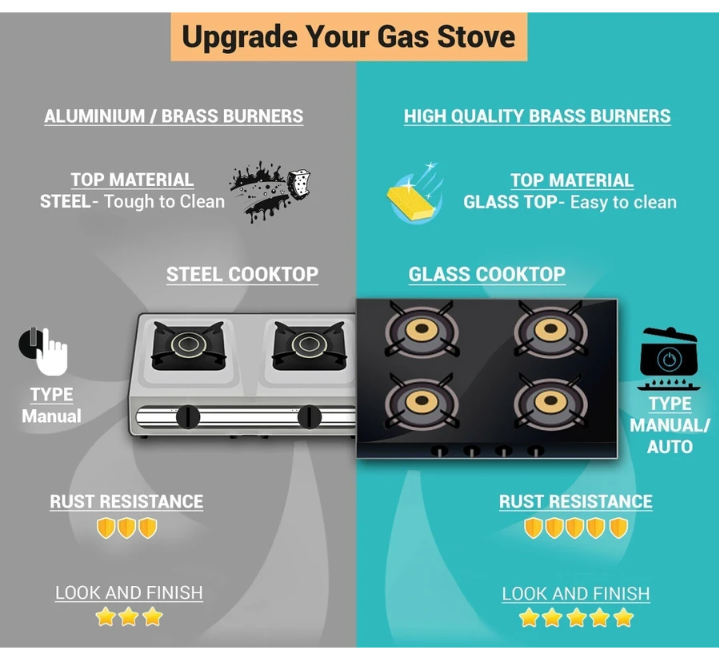 Upgrade Your Gas Stove
ALUMINIUM / BRASS BURNERS
TOP MATERIAL
STEEL- Tough to Clean
STEEL COOKTOP
TYPE
Manual
RUST RESISTANCE
LOOK AND FINISH
HIGH QUALITY BRASS BURNERS
TOP MATERIAL
GLASS TOP- Easy to clean
GLASS COOKTOP
TYPE
MANUAL/
AUTO
RUST RESISTANCE
LOOK AND FINISH